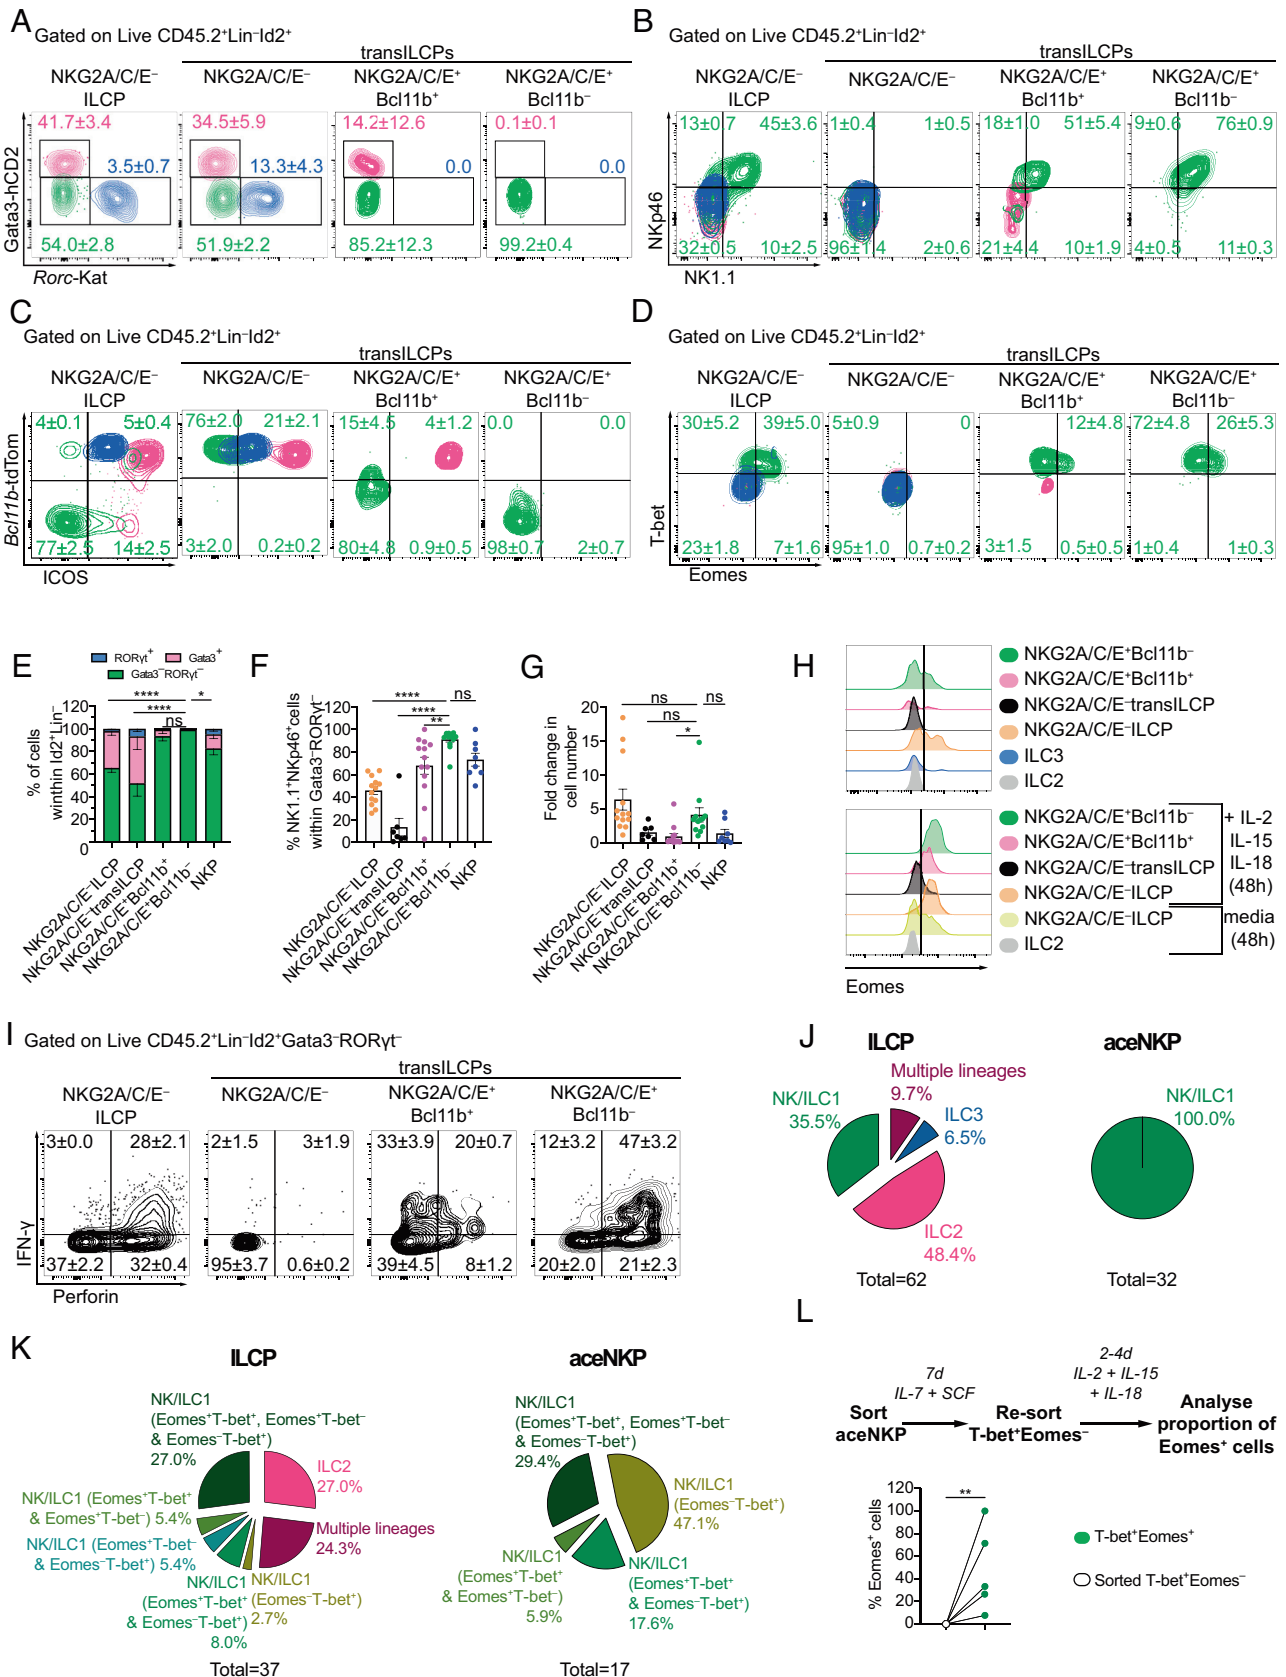 A
Gated on Live CD45.2⁺Lin⁻Id2⁺
transILCPs
NKG2A/C/E⁻
ILCP
NKG2A/C/E⁻
NKG2A/C/E⁺
Bcl11b⁺
NKG2A/C/E⁺
Bcl11b⁻
41.7±3.4
34.5±5.9
14.2±12.6
0.1±0.1
3.5±0.7
13.3±4.3
0.0
0.0
54.0±2.8
51.9±2.2
85.2±12.3
99.2±0.4
Gata3-hCD2
Rorc-Kat
B
Gated on Live CD45.2⁺Lin⁻Id2⁺
transILCPs
NKG2A/C/E⁻
ILCP
NKG2A/C/E⁻
NKG2A/C/E⁺
Bcl11b⁺
NKG2A/C/E⁺
Bcl11b⁻
13±0.7 45±3.6
1±0.4 1±0.5
18±1.0 51±5.4
9±0.6 76±0.9
32±0.5 10±2.5
96±1.4 2±0.6
21±4.4 10±1.9
4±0.5 11±0.3
NKp46
NK1.1
C
Gated on Live CD45.2⁺Lin⁻Id2⁺
transILCPs
NKG2A/C/E⁻
ILCP
NKG2A/C/E⁻
NKG2A/C/E⁺
Bcl11b⁺
NKG2A/C/E⁺
Bcl11b⁻
4±0.1 5±0.4
76±2.0 21±2.1
15±4.5 4±1.2
0.0 0.0
77±2.5 14±2.5
3±2.0 0.2±0.2
80±4.8 0.9±0.5
98±0.7 2±0.7
Bcl11b-tdTom
ICOS
D
Gated on Live CD45.2⁺Lin⁻Id2⁺
transILCPs
NKG2A/C/E⁻
ILCP
NKG2A/C/E⁻
NKG2A/C/E⁺
Bcl11b⁺
NKG2A/C/E⁺
Bcl11b⁻
30±5.2 39±5.0
5±0.9 0
12±4.8
72±4.8 26±5.3
23±1.8 7±1.6
95±1.0 0.7±0.2
3±1.5 0.5±0.5
1±0.4 1±0.3
T-bet
Eomes
E
RORγt⁺ Gata3⁺
Gata3⁻RORγt⁻
**** *
****
ns
% of cells
winthin Id2⁺Lin⁻
120
100
80
60
40
20
0
NKG2A/C/E⁻ILCP
NKG2A/C/E⁻transILCP
NKG2A/C/E⁺Bcl11b⁺
NKG2A/C/E⁺Bcl11b⁻
NKP
F
**** ns
****
**
% NK1.1⁺NKp46⁺cells
within Gata3⁻RORγt⁻
120
100
80
60
40
20
0
NKG2A/C/E⁻ILCP
NKG2A/C/E⁻transILCP
NKG2A/C/E⁺Bcl11b⁺
NKG2A/C/E⁺Bcl11b⁻
NKP
G
ns ns
ns
*
Fold change in
cell number
20
15
10
5
0
NKG2A/C/E⁻ILCP
NKG2A/C/E⁻transILCP
NKG2A/C/E⁺Bcl11b⁺
NKG2A/C/E⁺Bcl11b⁻
NKP
H
NKG2A/C/E⁺Bcl11b⁻
NKG2A/C/E⁺Bcl11b⁺
NKG2A/C/E⁻transILCP
NKG2A/C/E⁻ILCP
ILC3
ILC2
NKG2A/C/E⁺Bcl11b⁻
NKG2A/C/E⁺Bcl11b⁺
NKG2A/C/E⁻transILCP
NKG2A/C/E⁻ILCP
NKG2A/C/E⁻ILCP
ILC2
+ IL-2
IL-15
IL-18
(48h)
media
(48h)
Eomes
I
Gated on Live CD45.2⁺Lin⁻Id2⁺Gata3⁻RORγt⁻
transILCPs
NKG2A/C/E⁻
ILCP
NKG2A/C/E⁻
NKG2A/C/E⁺
Bcl11b⁺
NKG2A/C/E⁺
Bcl11b⁻
3±0.0 28±2.1
2±1.5 3±1.9
33±3.9 20±0.7
12±3.2 47±3.2
37±2.2 32±0.4
95±3.7 0.6±0.2
39±4.5 8±1.2
20±2.0 21±2.3
IFN-γ
Perforin
J
ILCP
Multiple lineages
9.7%
NK/ILC1
35.5%
ILC3
6.5%
ILC2
48.4%
Total=62
aceNKP
NK/ILC1
100.0%
Total=32
K
ILCP
NK/ILC1
(Eomes⁺T-bet⁺, Eomes⁺T-bet⁻
& Eomes⁻T-bet⁺)
27.0%
ILC2
27.0%
NK/ILC1 (Eomes⁺T-bet⁺
& Eomes⁺T-bet⁻) 5.4%
Multiple lineages
24.3%
NK/ILC1 (Eomes⁺T-bet⁻
& Eomes⁻T-bet⁺) 5.4%
NK/ILC1
(Eomes⁺T-bet⁺
& Eomes⁻T-bet⁺)
8.0%
NK/ILC1
(Eomes⁻T-bet⁺)
2.7%
Total=37
aceNKP
NK/ILC1
(Eomes⁺T-bet⁺, Eomes⁺T-bet⁻
& Eomes⁻T-bet⁺)
29.4%
NK/ILC1
(Eomes⁻T-bet⁺)
47.1%
NK/ILC1
(Eomes⁺T-bet⁺
& Eomes⁺T-bet⁻)
5.9%
NK/ILC1
(Eomes⁺T-bet⁺
& Eomes⁻T-bet⁺)
17.6%
Total=17
L
7d
IL-7 + SCF
2-4d
IL-2 + IL-15
+ IL-18
Sort
aceNKP
Re-sort
T-bet⁺Eomes⁻
Analyse
proportion of
Eomes⁺ cells
**
% Eomes⁺ cells
120
100
80
60
40
20
0
T-bet⁺Eomes⁺
Sorted T-bet⁺Eomes⁻